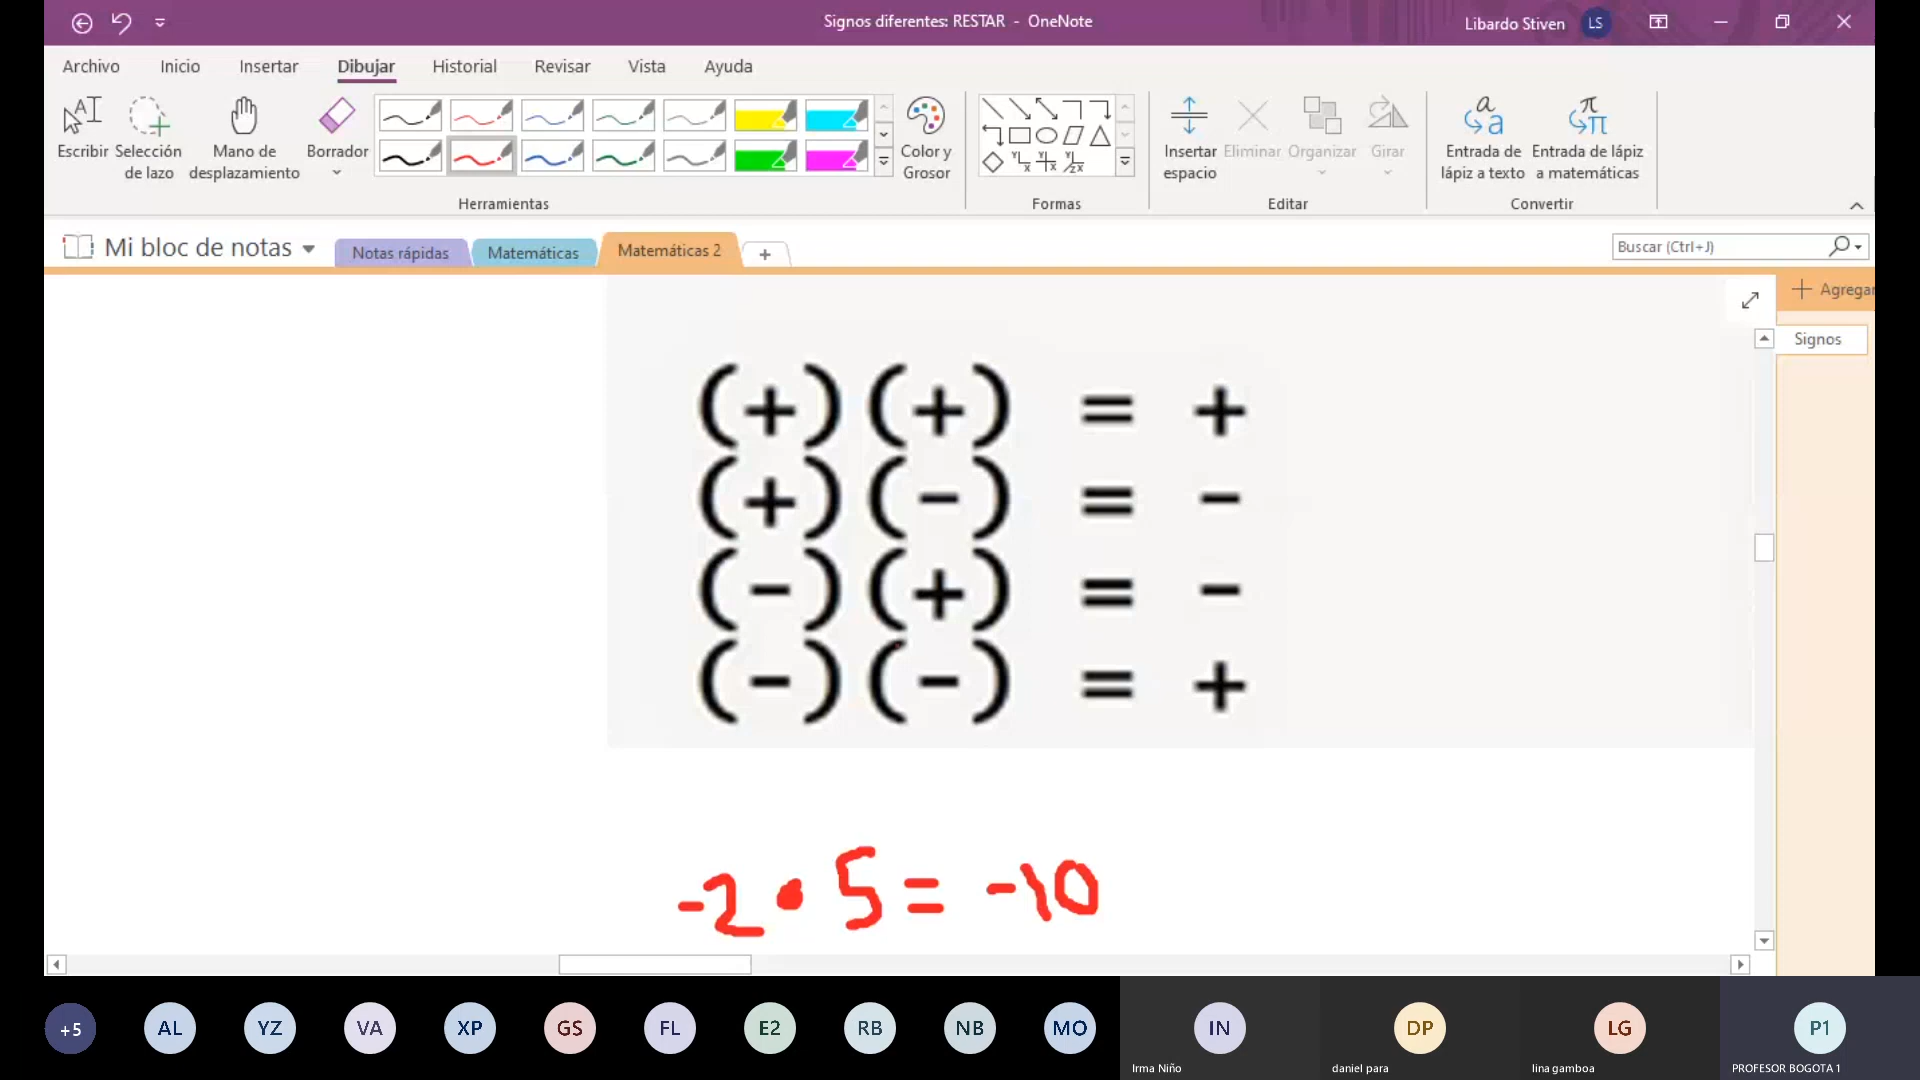 Signos diferentes: RESTAR - OneNote
Libardo Stiven LS
Archivo Inicio Insertar Dibujar Historial Revisar Vista Ayuda
Escribir
Selección de lazo
Mano de desplazamiento
Borrador
Color y Grosor
Insertar espacio
Eliminar
Organizar
Girar
Entrada de lápiz a texto
Entrada de lápiz a matemáticas
Herramientas Formas Editar Convertir
Mi bloc de notas Notas rápidas Matemáticas Matemáticas 2 + Buscar (Ctrl+J)
Agregar
Signos
(+)(+) = +
(+)(-) = -
(-)(+) = -
(-)(-) = +
-2 • 5 = -10
+5 AL YZ VA XP GS FL E2 RB NB MO IN DP LG P1
Irma Niño daniel para lina gamboa PROFESOR BOGOTA 1